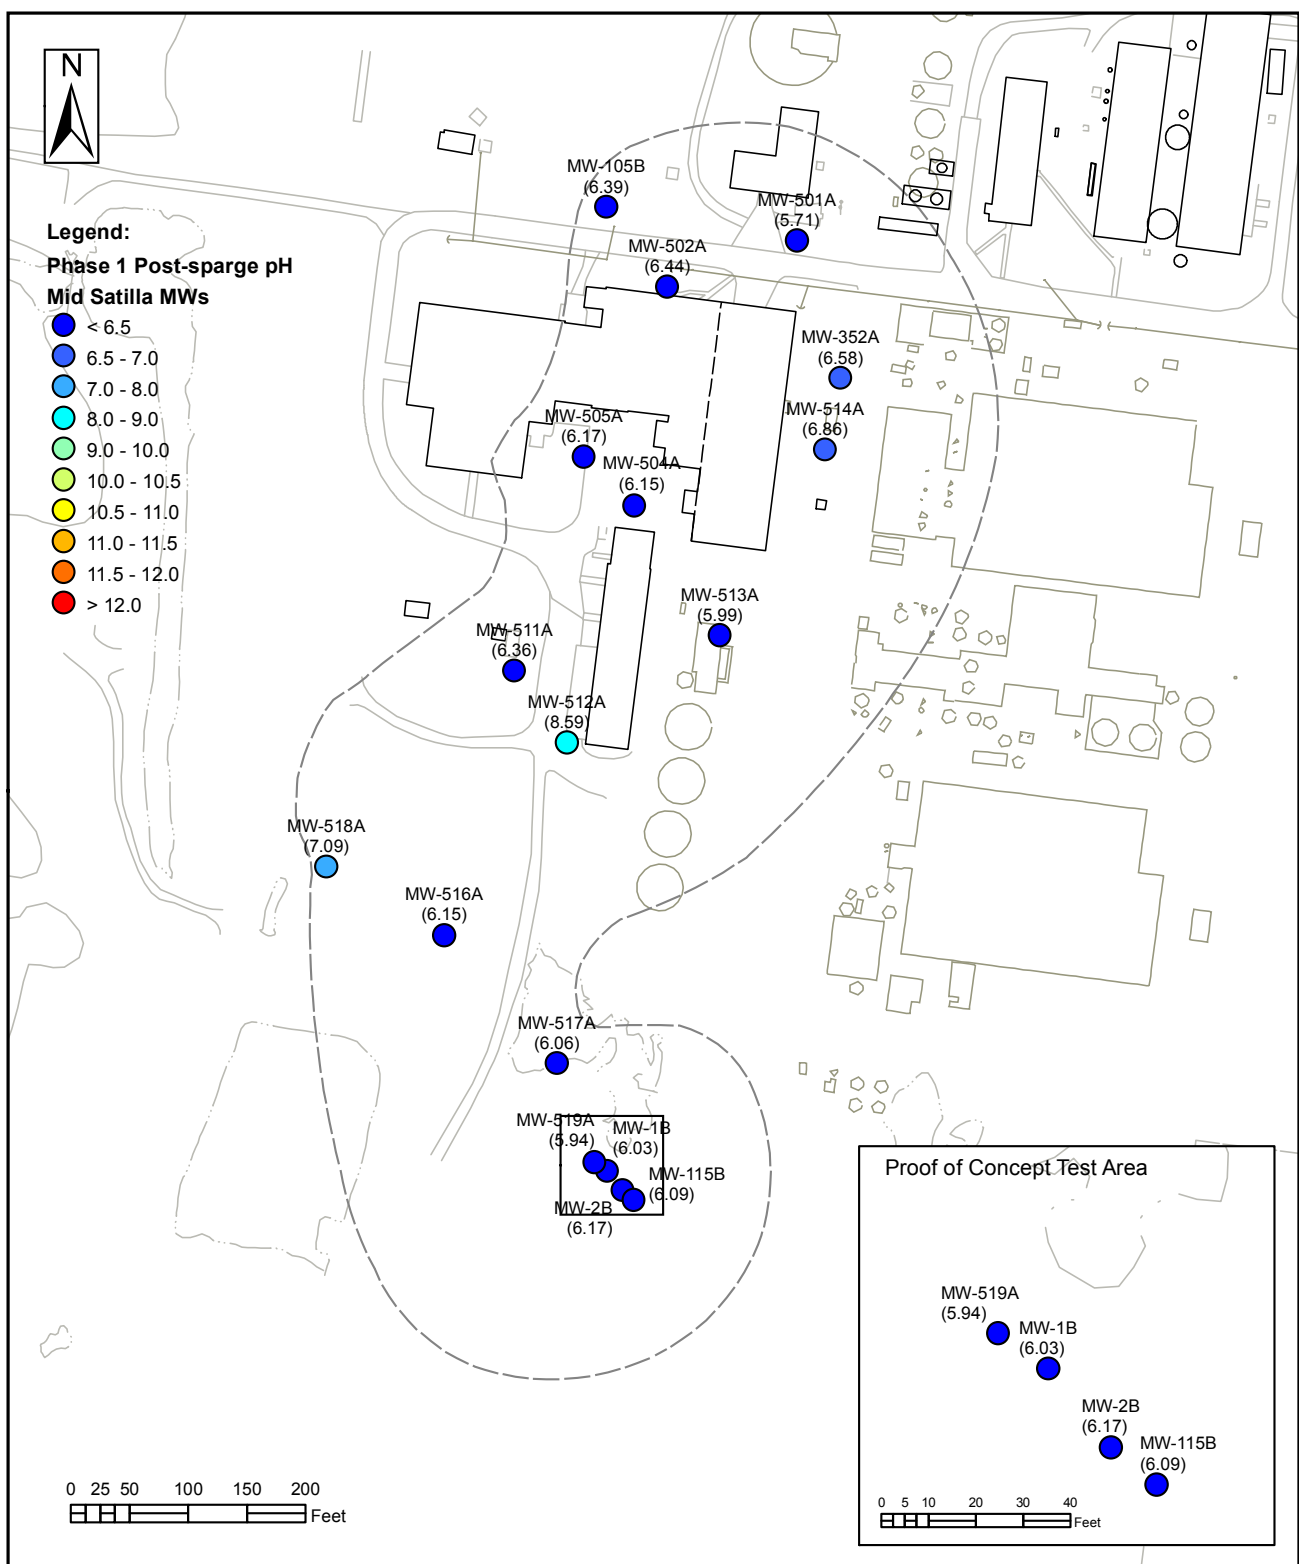 N
Legend:
Phase 1 Post-sparge pH
Mid Satilla MWs
< 6.5
6.5 - 7.0
7.0 - 8.0
8.0 - 9.0
9.0 - 10.0
10.0 - 10.5
10.5 - 11.0
11.0 - 11.5
11.5 - 12.0
> 12.0
MW-105B
(6.39)
MW-501A
(5.71)
MW-502A
(6.44)
MW-352A
(6.58)
MW-514A
(6.86)
MW-505A
(6.17)
MW-504A
(6.15)
MW-513A
(5.99)
MW-511A
(6.36)
MW-512A
(8.59)
MW-518A
(7.09)
MW-516A
(6.15)
MW-517A
(6.06)
MW-519A
(5.94)
MW-1B
(6.03)
MW-115B
(6.09)
MW-2B
(6.17)
0 25 50 100 150 200
Feet
Proof of Concept Test Area
MW-519A
(5.94)
MW-1B
(6.03)
MW-2B
(6.17)
MW-115B
(6.09)
0 5 10 20 30 40
Feet